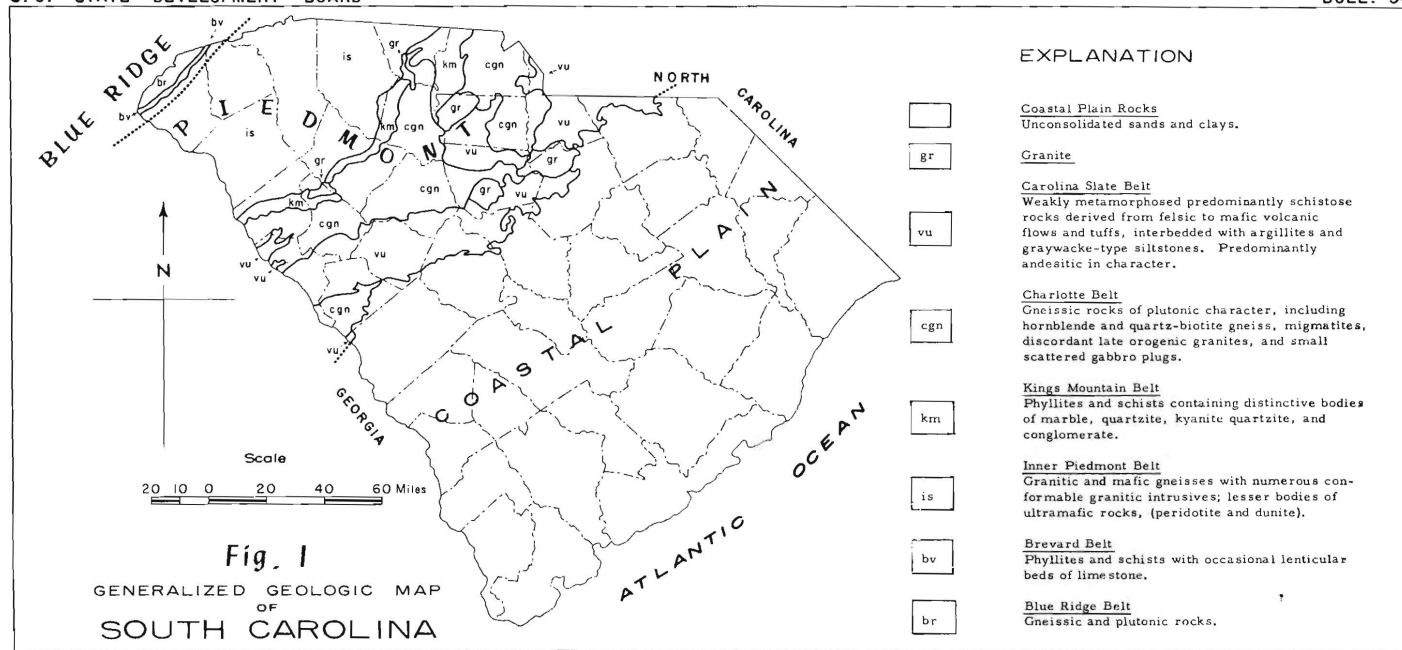 STATE DEVELOPMENT BOARD
BULL.
bv
BLUE RIDGE
br
bv
PIEDMONT
is
is
gr
km
cgn
vu
gr
km
cgn
cgn
vu
vu
gr
gr
km
cgn
gr
vu
cgn
vu
vu
vu
cgn
vu
NORTH
CAROLINA
COASTAL PLAIN
GEORGIA
ATLANTIC OCEAN
N
Scale
20 10 0 20 40 60 Miles
Fig. 1
GENERALIZED GEOLOGIC MAP
OF
SOUTH CAROLINA
EXPLANATION
Coastal Plain Rocks
Unconsolidated sands and clays.
gr
Granite
vu
Carolina Slate Belt
Weakly metamorphosed predominantly schistose
rocks derived from felsic to mafic volcanic
flows and tuffs, interbedded with argillites and
graywacke-type siltstones. Predominantly
andesitic in character.
cgn
Charlotte Belt
Gneissic rocks of plutonic character, including
hornblende and quartz-biotite gneiss, migmatites,
discordant late orogenic granites, and small
scattered gabbro plugs.
km
Kings Mountain Belt
Phyllites and schists containing distinctive bodies
of marble, quartzite, kyanite quartzite, and
conglomerate.
is
Inner Piedmont Belt
Granitic and mafic gneisses with numerous con-
formable granitic intrusives; lesser bodies of
ultramafic rocks, (peridotite and dunite).
bv
Brevard Belt
Phyllites and schists with occasional lenticular
beds of limestone.
br
Blue Ridge Belt
Gneissic and plutonic rocks.